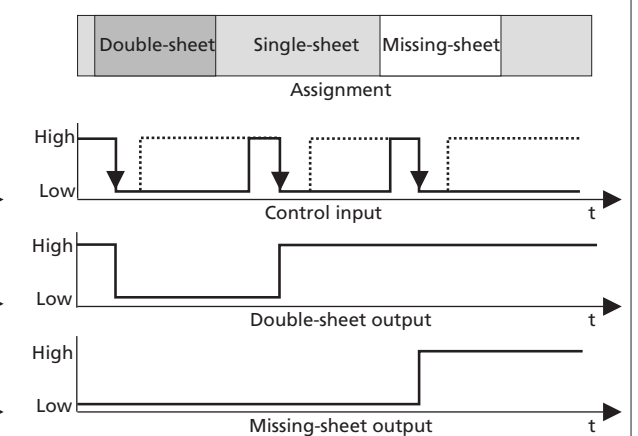 Double-sheet Single-sheet Missing-sheet
Assignment
High
Low
Control input t
High
Low
Double-sheet output t
High
Low
Missing-sheet output t